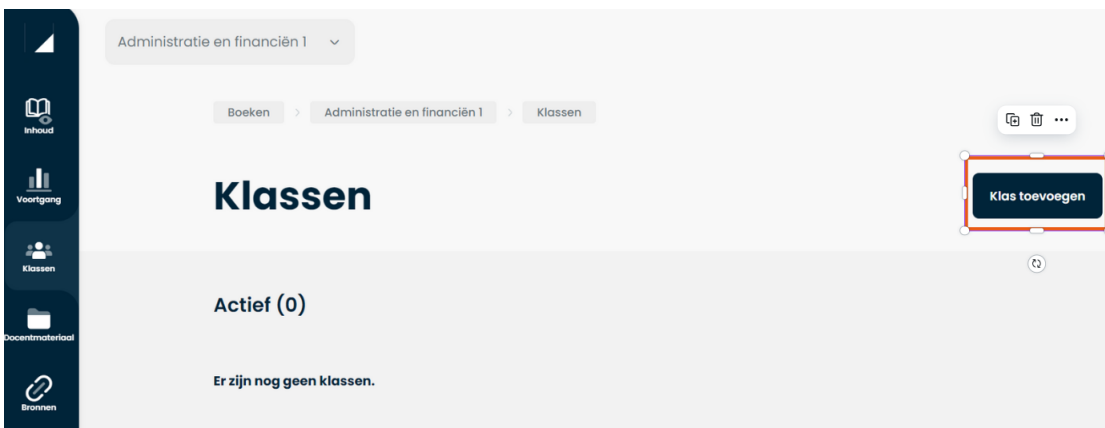 Administratie en financiën 1
Inhoud
Voortgang
Klassen
Docentmateriaal
Bronnen
Boeken > Administratie en financiën 1 > Klassen
Klassen
Klas toevoegen
Actief (0)
Er zijn nog geen klassen.